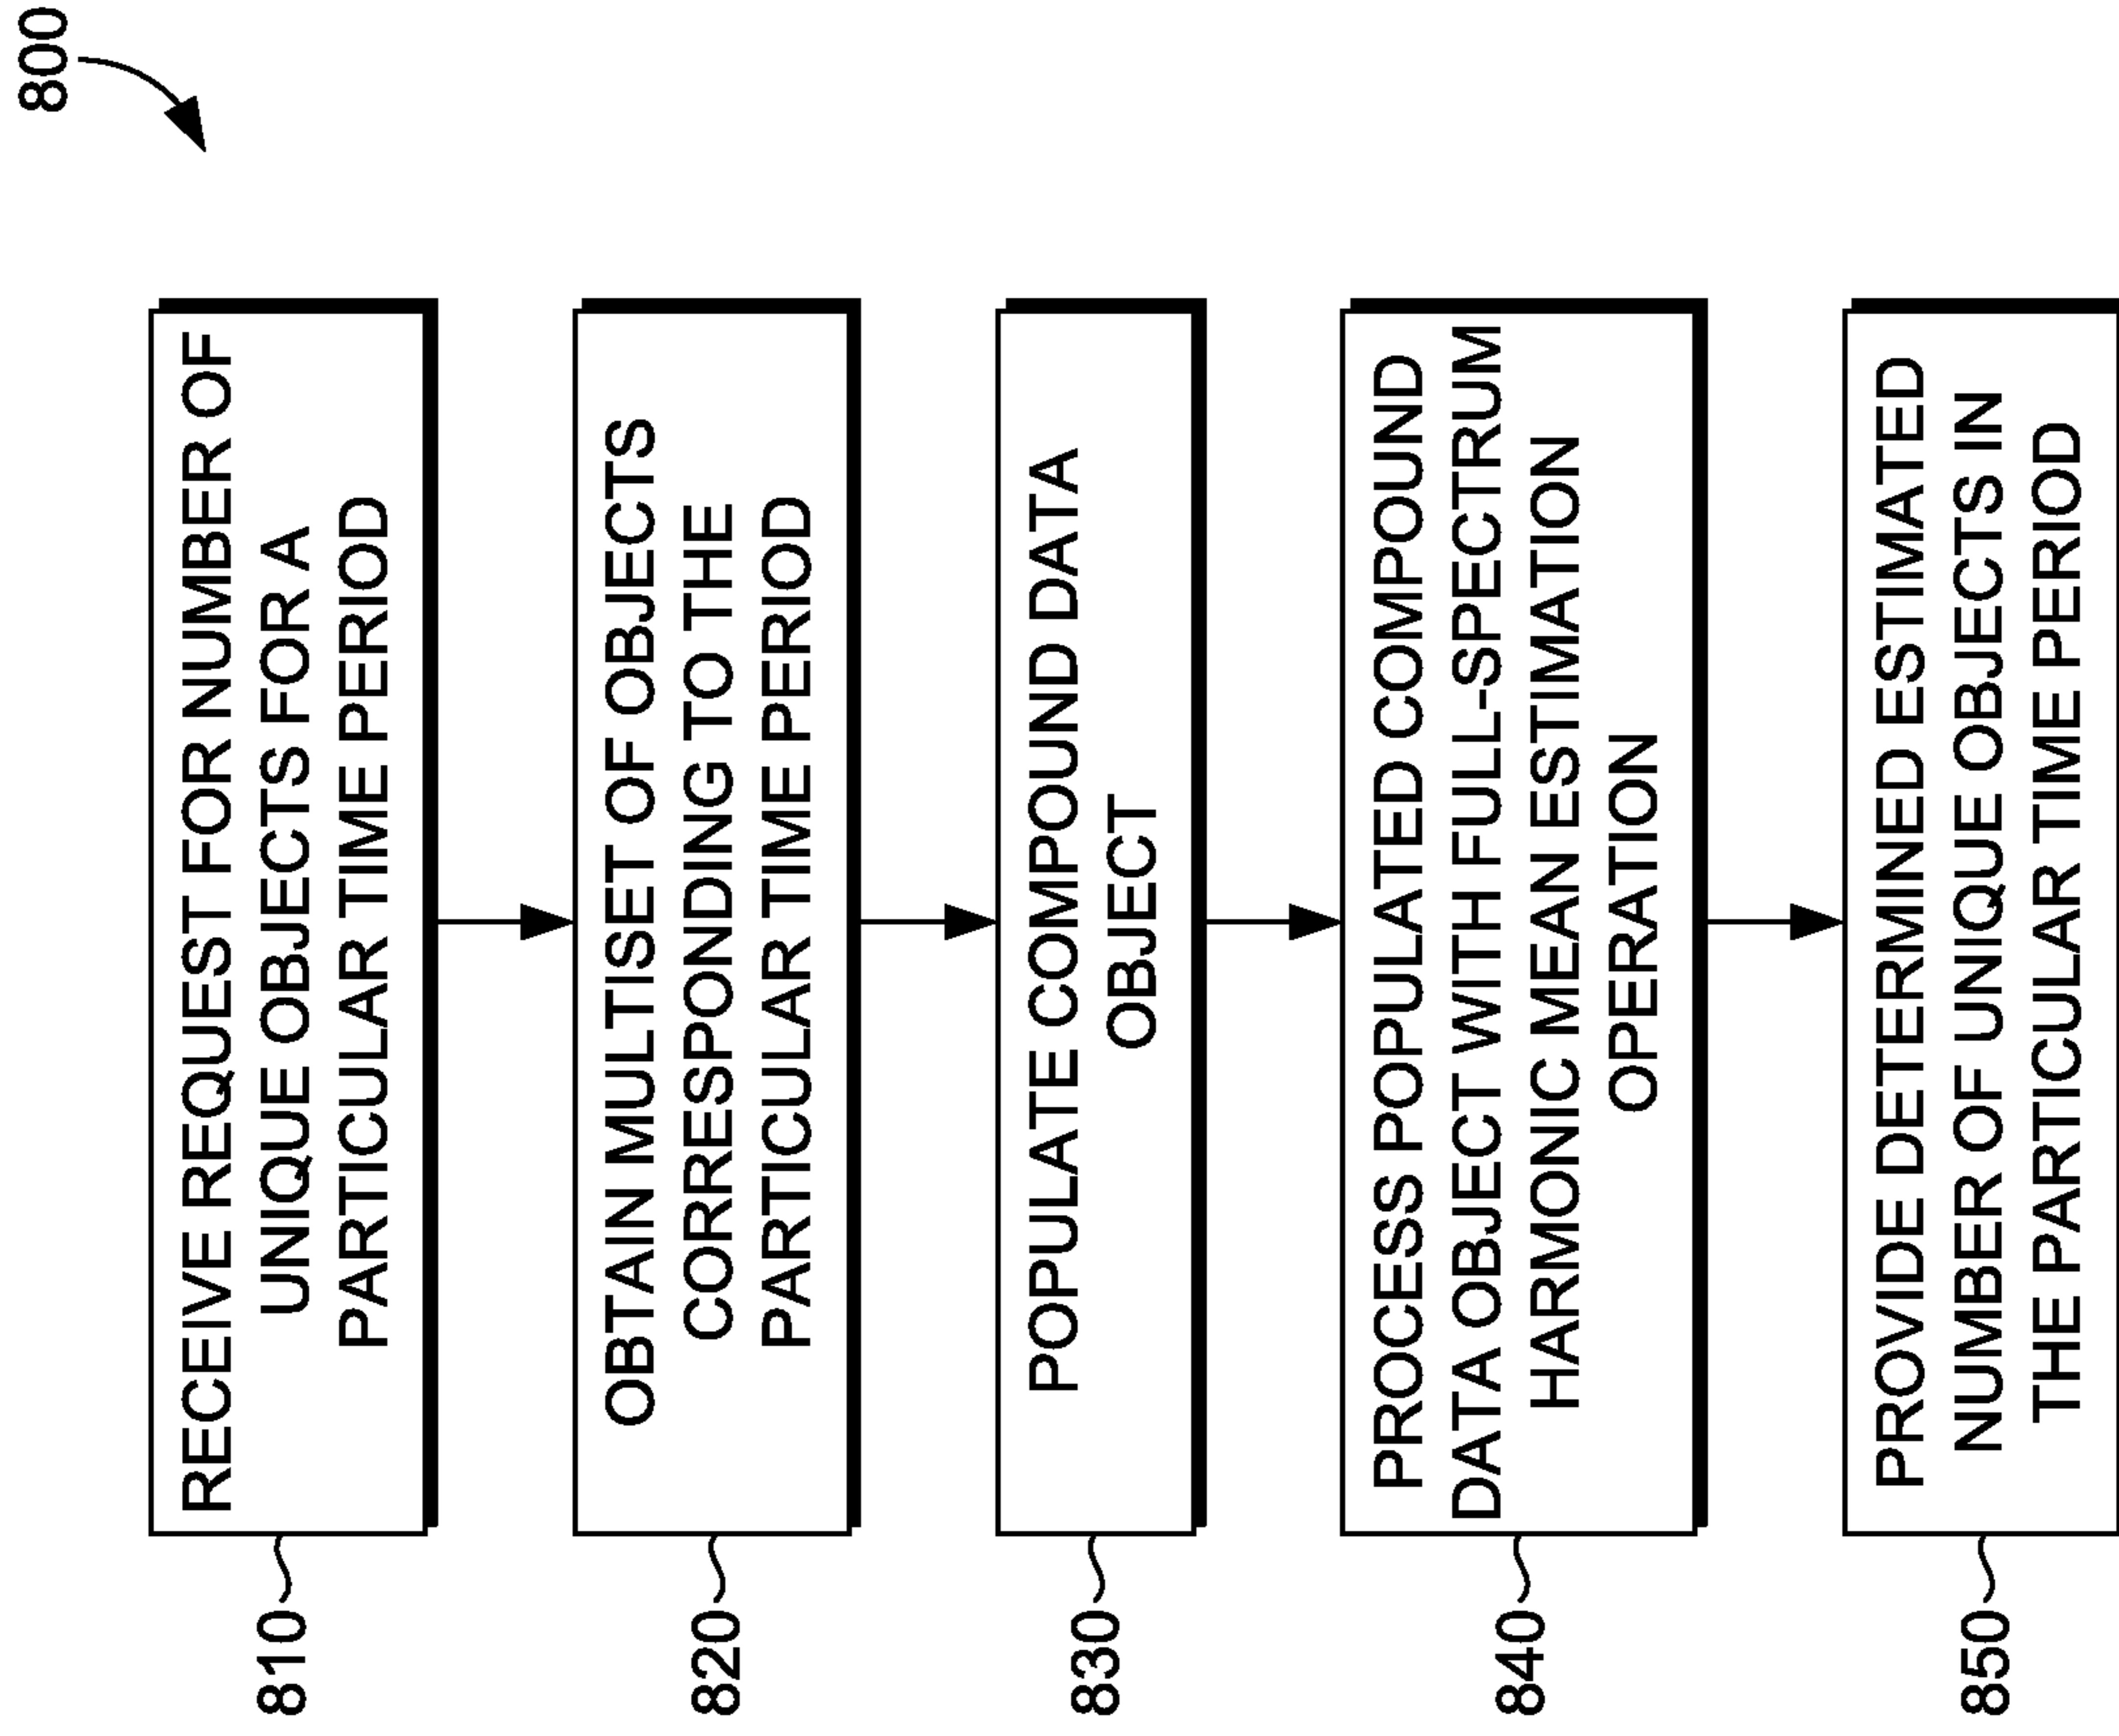 800
810
RECEIVE REQUEST FOR NUMBER OF
UNIQUE OBJECTS FOR A
PARTICULAR TIME PERIOD
820
OBTAIN MULTISET OF OBJECTS
CORRESPONDING TO THE
PARTICULAR TIME PERIOD
830
POPULATE COMPOUND DATA
OBJECT
840
PROCESS POPULATED COMPOUND
DATA OBJECT WITH FULL-SPECTRUM
HARMONIC MEAN ESTIMATION
OPERATION
850
PROVIDE DETERMINED ESTIMATED
NUMBER OF UNIQUE OBJECTS IN
THE PARTICULAR TIME PERIOD